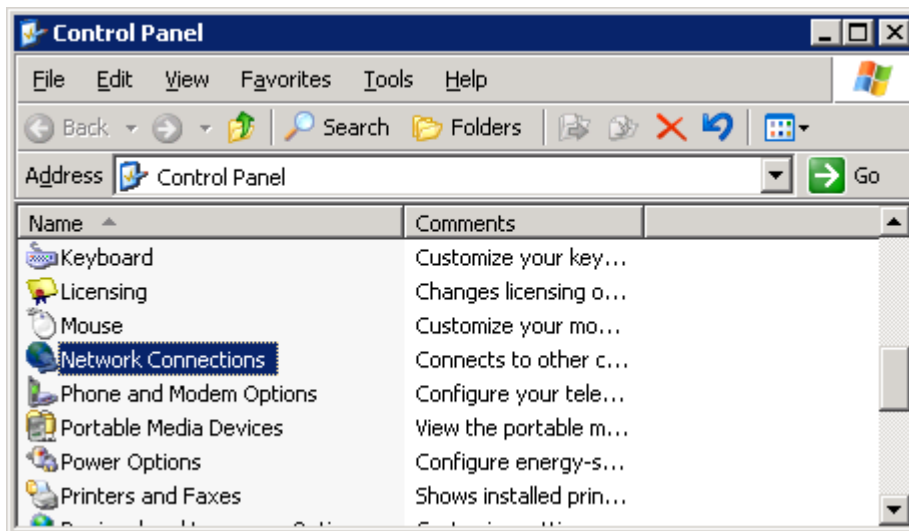 Control Panel
File Edit View Favorites Tools Help
Back Search Folders
Address Control Panel Go
Name Comments
Keyboard Customize your key...
Licensing Changes licensing o...
Mouse Customize your mo...
Network Connections Connects to other c...
Phone and Modem Options Configure your tele...
Portable Media Devices View the portable m...
Power Options Configure energy-s...
Printers and Faxes Shows installed prin...